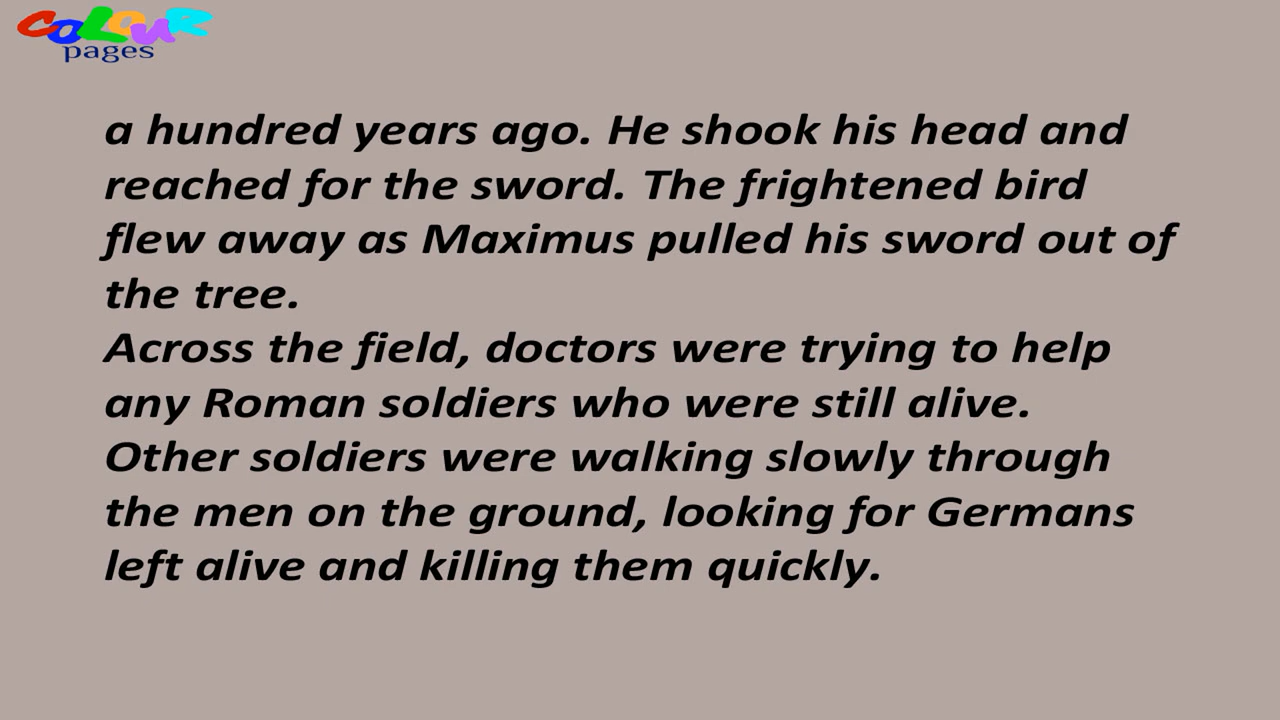 COLOUR
pages
a hundred years ago. He shook his head and
reached for the sword. The frightened bird
flew away as Maximus pulled his sword out of
the tree.
Across the field, doctors were trying to help
any Roman soldiers who were still alive.
Other soldiers were walking slowly through
the men on the ground, looking for Germans
left alive and killing them quickly.